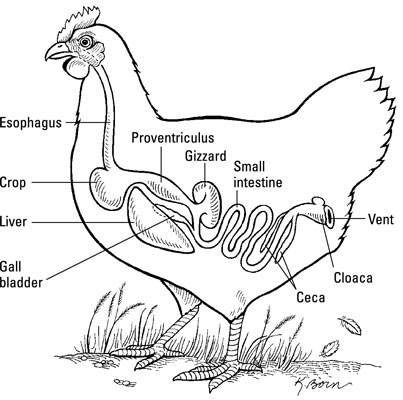 Esophagus
Proventriculus
Gizzard
Small
intestine
Crop
Liver
Vent
Gall
bladder
Cloaca
Ceca
K. Born